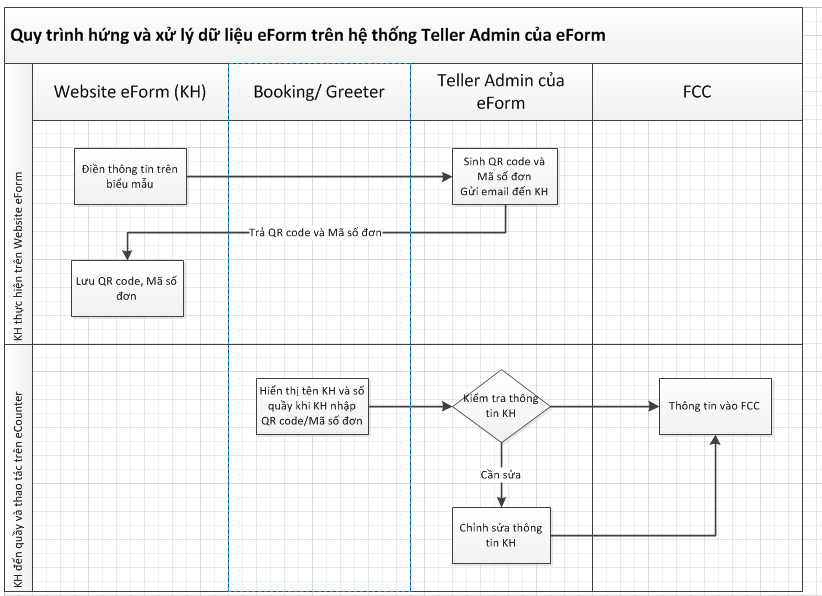 Quy trình hứng và xử lý dữ liệu eForm trên hệ thống Teller Admin của eForm
Website eForm (KH)
Booking/ Greeter
Teller Admin của
eForm
FCC
KH thực hiện trên Website eForm
Điền thông tin trên
biểu mẫu
Sinh QR code và
Mã số đơn
Gửi email đến KH
Trả QR code và Mã số đơn
Lưu QR code, Mã số
đơn
KH đến quầy và thao tác trên eCounter
Hiển thị tên KH và số
quầy khi KH nhập
QR code/Mã số đơn
Kiểm tra thông
tin KH
Thông tin vào FCC
Cần sửa
Chỉnh sửa thông
tin KH